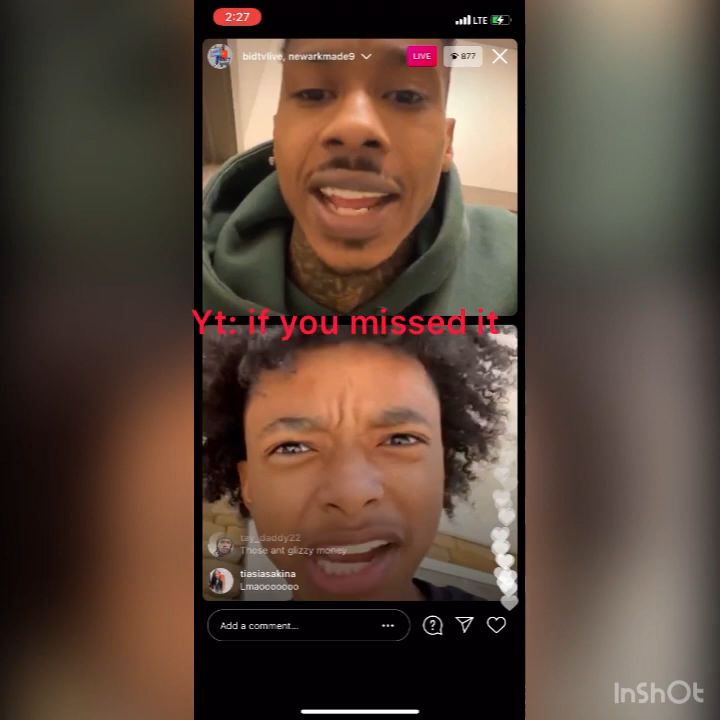 2:27
LTE
bidtvlive, newarkmade9
LIVE
877
Yt: if you missed it..
tay_daddy22
Those ant glizzy money
tiasiasakina
Lmaooooooo
Add a comment...
InShOt